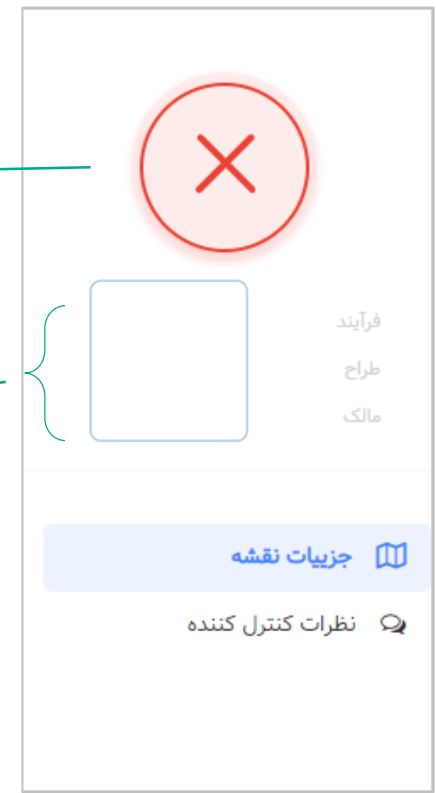 فرآیند
طراح
مالک
جزییات نقشه
نظرات کنترل کننده